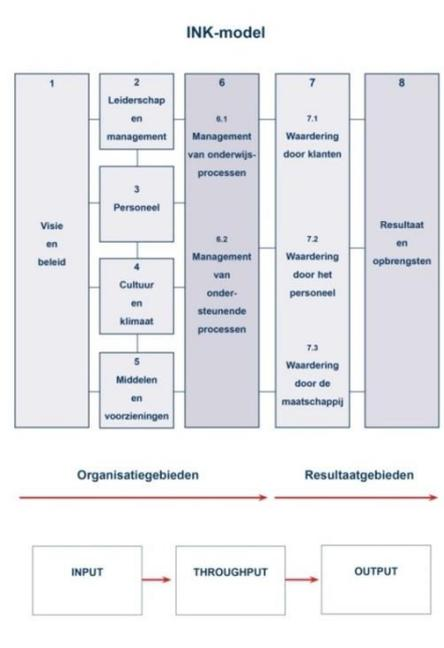 INK-model
1
Visie
en
beleid
2
Leiderschap
en
management
3
Personeel
4
Cultuur
en
klimaat
5
Middelen
en
voorzieningen
6
6.1
Management
van onderwijs-
processen
6.2
Management
van
onder-
steunende
processen
7
7.1
Waardering
door klanten
7.2
Waardering
door het
personeel
7.3
Waardering
door de
maatschappij
8
Resultaat
en
opbrengsten
Organisatiegebieden
Resultaatgebieden
INPUT
THROUGHPUT
OUTPUT